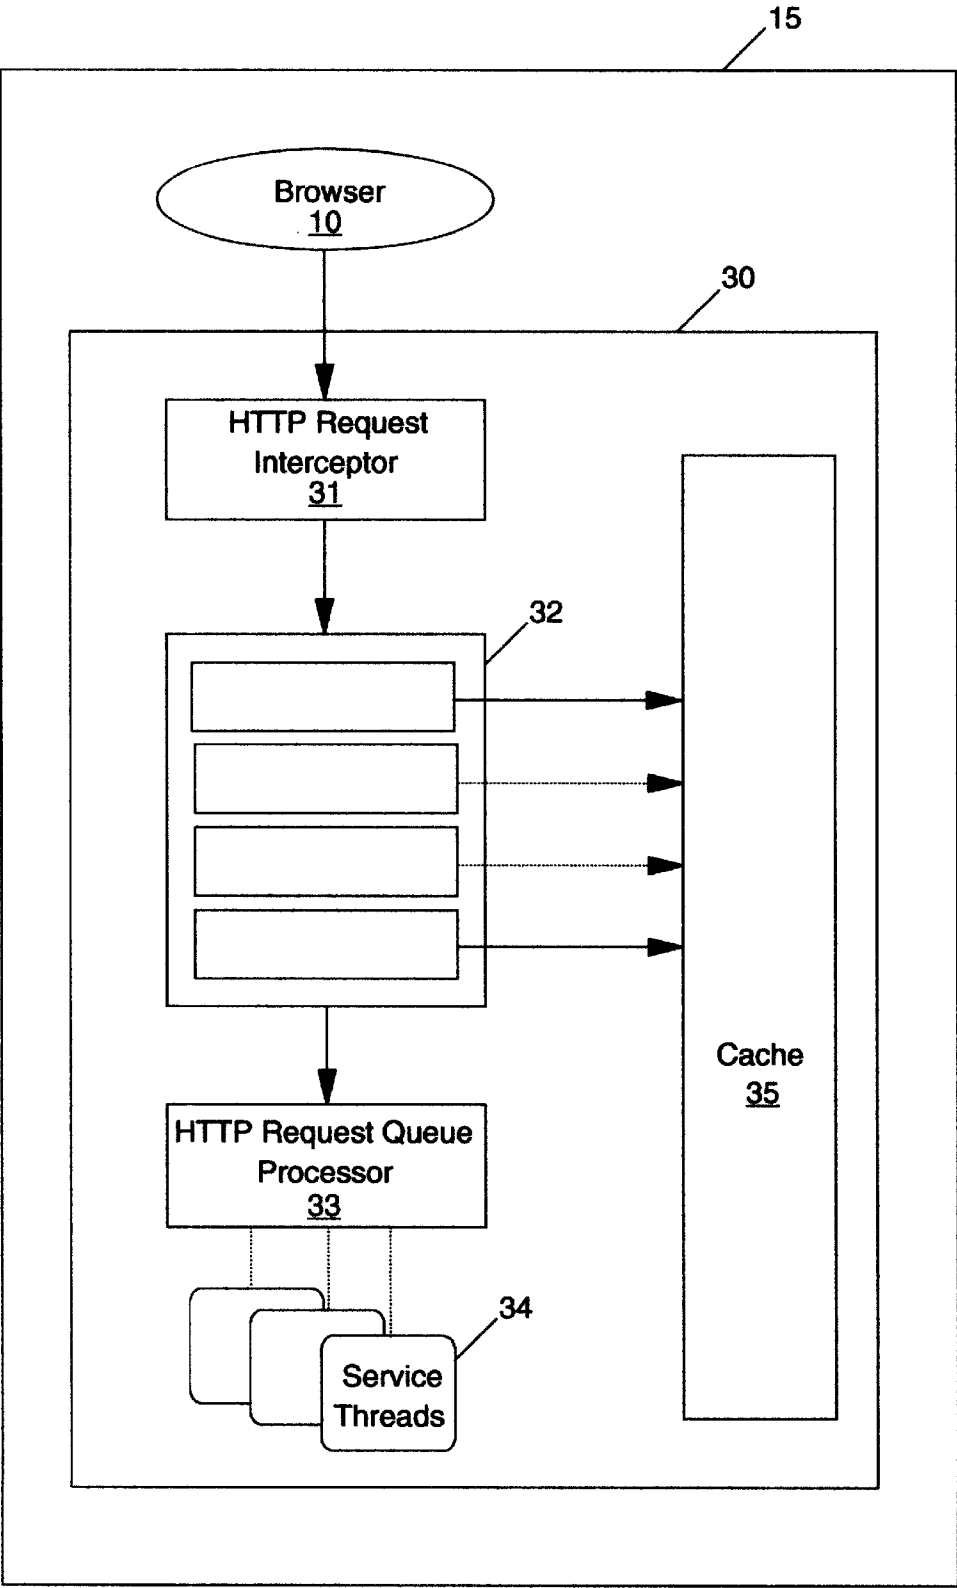 15
Browser
10
30
HTTP Request
Interceptor
31
32
Cache
35
HTTP Request Queue
Processor
33
34
Service
Threads